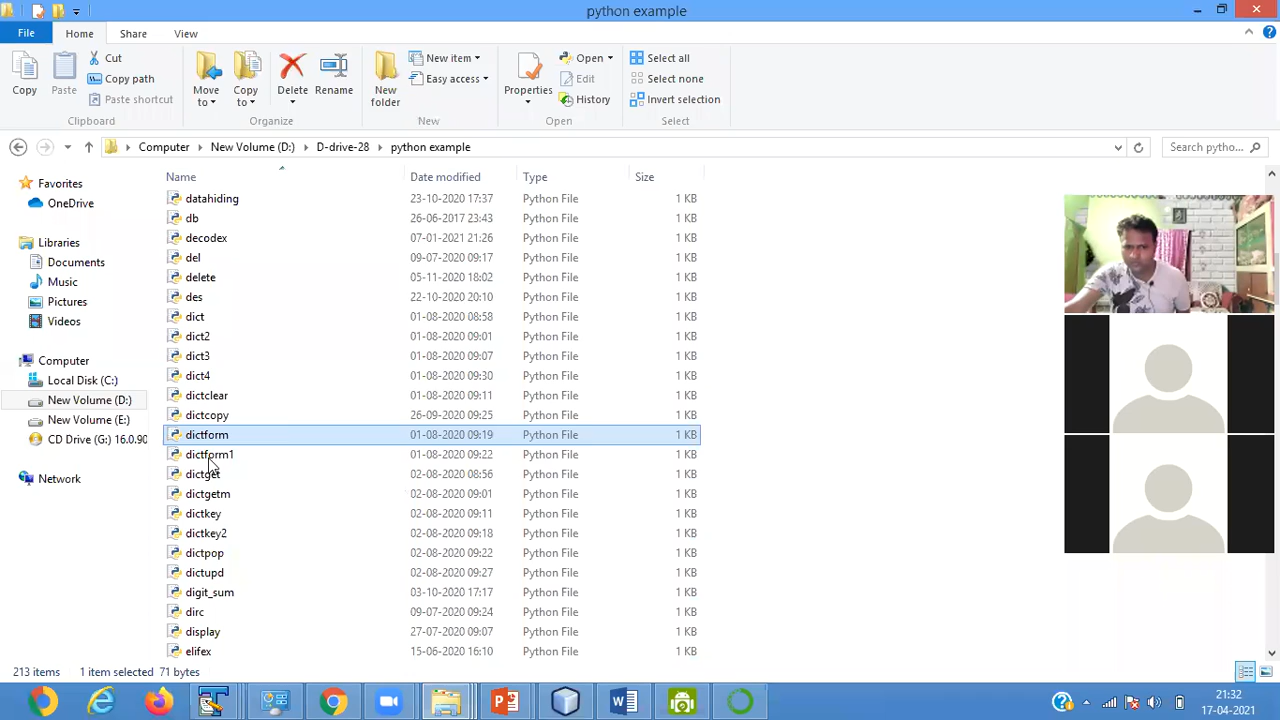 python example
File Home Share View
Copy Paste Cut Copy path Paste shortcut Move to Copy to Delete Rename New folder New item Easy access Properties Open Edit History Select all Select none Invert selection
Clipboard Organize New Open Select
Computer New Volume (D:) D-drive-28 python example Search pytho...
Name Date modified Type Size
Favorites
OneDrive
Libraries
Documents
Music
Pictures
Videos
Computer
Local Disk (C:)
New Volume (D:)
New Volume (E:)
CD Drive (G:) 16.0.90
Network
datahiding 23-10-2020 17:37 Python File 1 KB
db 26-06-2017 23:43 Python File 1 KB
decodex 07-01-2021 21:26 Python File 1 KB
del 09-07-2020 09:17 Python File 1 KB
delete 05-11-2020 18:02 Python File 1 KB
des 22-10-2020 20:10 Python File 1 KB
dict 01-08-2020 08:58 Python File 1 KB
dict2 01-08-2020 09:01 Python File 1 KB
dict3 01-08-2020 09:07 Python File 1 KB
dict4 01-08-2020 09:30 Python File 1 KB
dictclear 01-08-2020 09:11 Python File 1 KB
dictcopy 26-09-2020 09:25 Python File 1 KB
dictform 01-08-2020 09:19 Python File 1 KB
dictform1 01-08-2020 09:22 Python File 1 KB
dictget 02-08-2020 08:56 Python File 1 KB
dictgetm 02-08-2020 09:01 Python File 1 KB
dictkey 02-08-2020 09:11 Python File 1 KB
dictkey2 02-08-2020 09:18 Python File 1 KB
dictpop 02-08-2020 09:22 Python File 1 KB
dictupd 02-08-2020 09:27 Python File 1 KB
digit_sum 03-10-2020 17:17 Python File 1 KB
dirc 09-07-2020 09:24 Python File 1 KB
display 27-07-2020 09:07 Python File 1 KB
elifex 15-06-2020 16:10 Python File 1 KB
213 items 1 item selected 71 bytes
21:32
17-04-2021